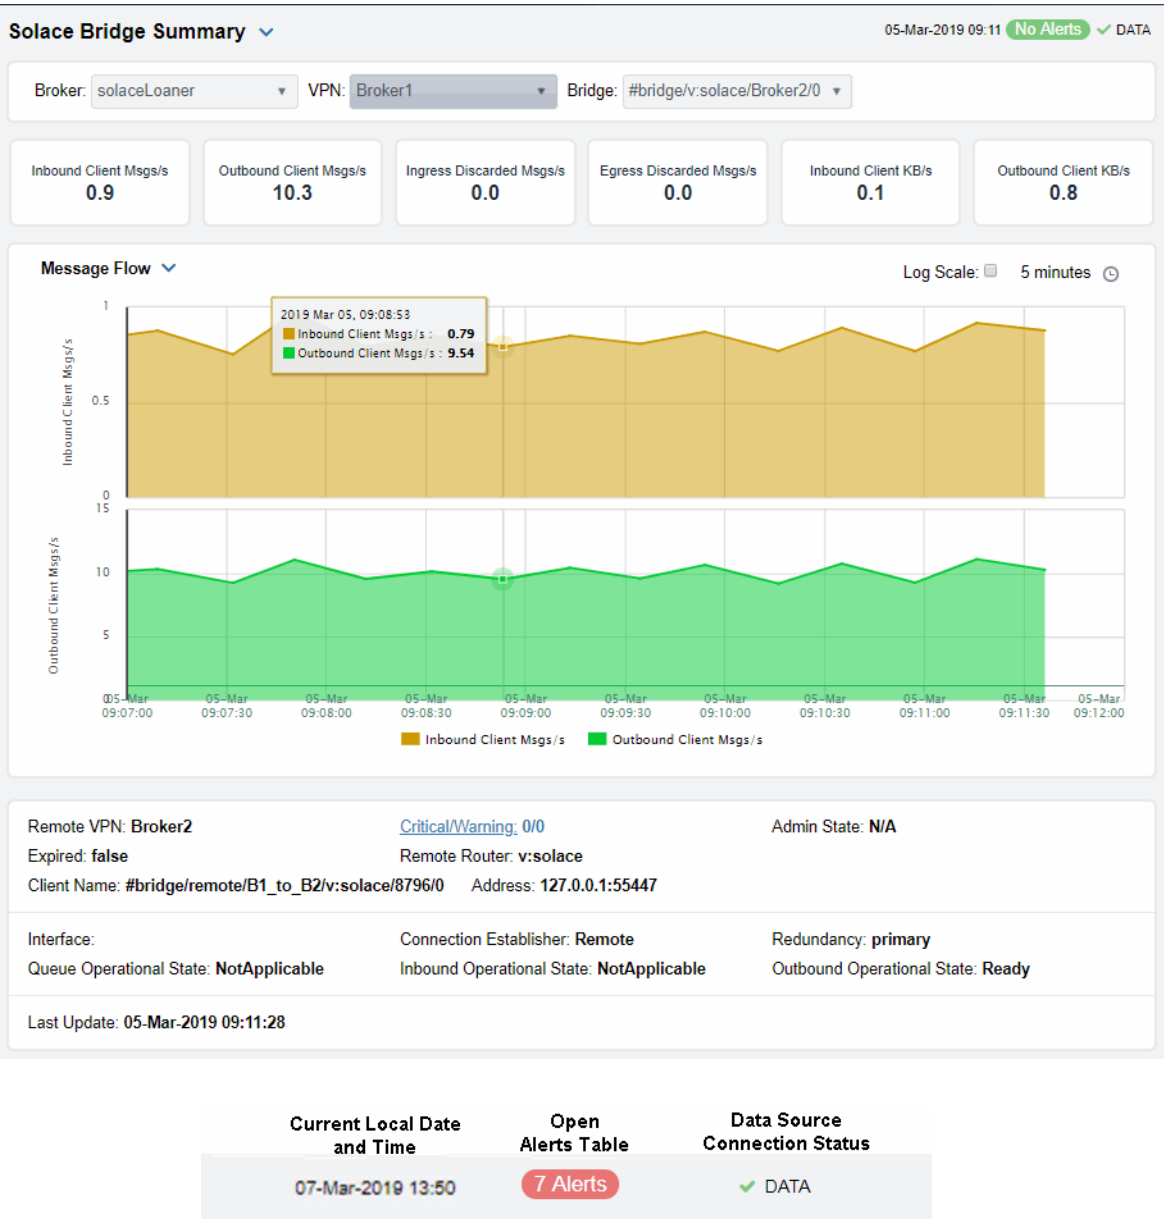 Solace Bridge Summary
05-Mar-2019 09:11 No Alerts DATA
Broker: solaceLoaner VPN: Broker1 Bridge: #bridge/v:solace/Broker2/0
Inbound Client Msgs/s Outbound Client Msgs/s Ingress Discarded Msgs/s Egress Discarded Msgs/s Inbound Client KB/s Outbound Client KB/s
0.9 10.3 0.0 0.0 0.1 0.8
Message Flow
Log Scale: 5 minutes
1
2019 Mar 05, 09:08:53
Inbound Client Msgs/s : 0.79
Outbound Client Msgs/s : 9.54
Inbound Client Msgs/s
0.5
0
15
Outbound Client Msgs/s
10
5
0
05-Mar 05-Mar 05-Mar 05-Mar 05-Mar 05-Mar 05-Mar 05-Mar 05-Mar 05-Mar 05-Mar
09:07:00 09:07:30 09:08:00 09:08:30 09:09:00 09:09:30 09:10:00 09:10:30 09:11:00 09:11:30 09:12:00
Inbound Client Msgs/s Outbound Client Msgs/s
Remote VPN: Broker2 Critical/Warning: 0/0 Admin State: N/A
Expired: false Remote Router: v:solace
Client Name: #bridge/remote/B1_to_B2/v:solace/8796/0 Address: 127.0.0.1:55447
Interface: Connection Establisher: Remote Redundancy: primary
Queue Operational State: NotApplicable Inbound Operational State: NotApplicable Outbound Operational State: Ready
Last Update: 05-Mar-2019 09:11:28
Current Local Date Open Data Source
and Time Alerts Table Connection Status
07-Mar-2019 13:50 7 Alerts DATA